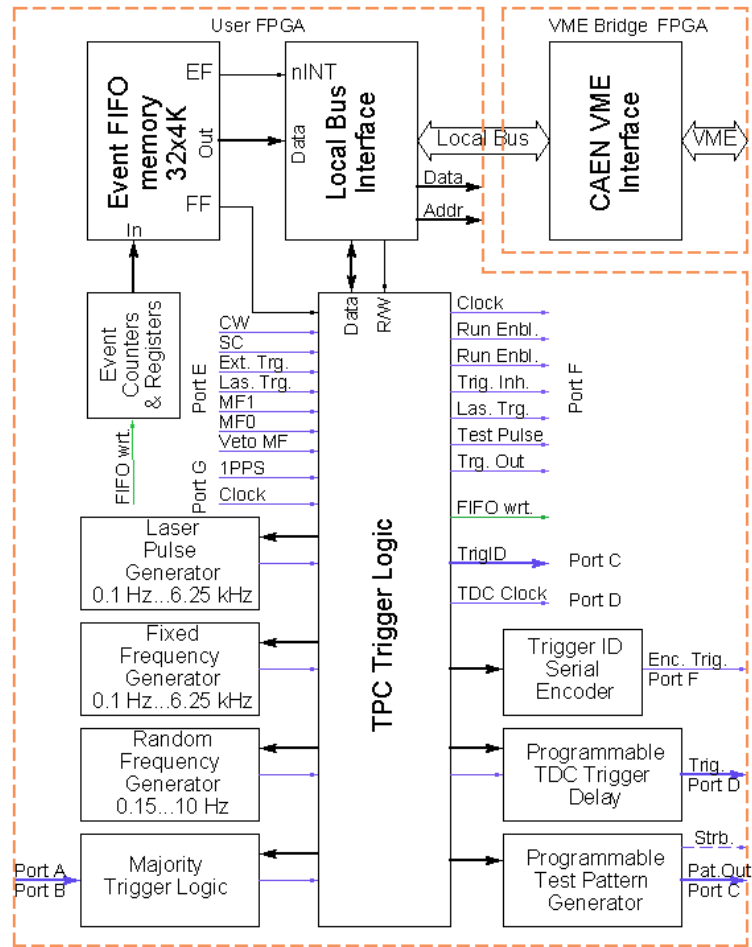 User FPGA
VME Bridge FPGA
EF
Event FIFO
memory
32x4K
Out
FF
In
nINT
Data
Local Bus
Interface
Local Bus
Data
Addr
CAEN VME
Interface
VME
Event
Counters
& Registers
FIFO wrt.
Data
R/W
Port E
CW
SC
Ext. Trg.
Las. Trg.
MF1
MF0
Veto MF
Port G
1PPS
Clock
TPC Trigger Logic
Clock
Run Enbl.
Run Enbl.
Trig. Inh.
Las. Trg.
Test Pulse
Trg. Out
Port F
FIFO wrt.
TrigID
Port C
TDC Clock
Port D
Laser
Pulse
Generator
0.1 Hz...6.25 kHz
Fixed
Frequency
Generator
0.1 Hz...6.25 kHz
Random
Frequency
Generator
0.15...10 Hz
Port A
Port B
Majority
Trigger Logic
Trigger ID
Serial
Encoder
Enc. Trig.
Port F
Programmable
TDC Trigger
Delay
Trig.
Port D
Programmable
Test Pattern
Generator
Strb.
Pat.Out
Port C